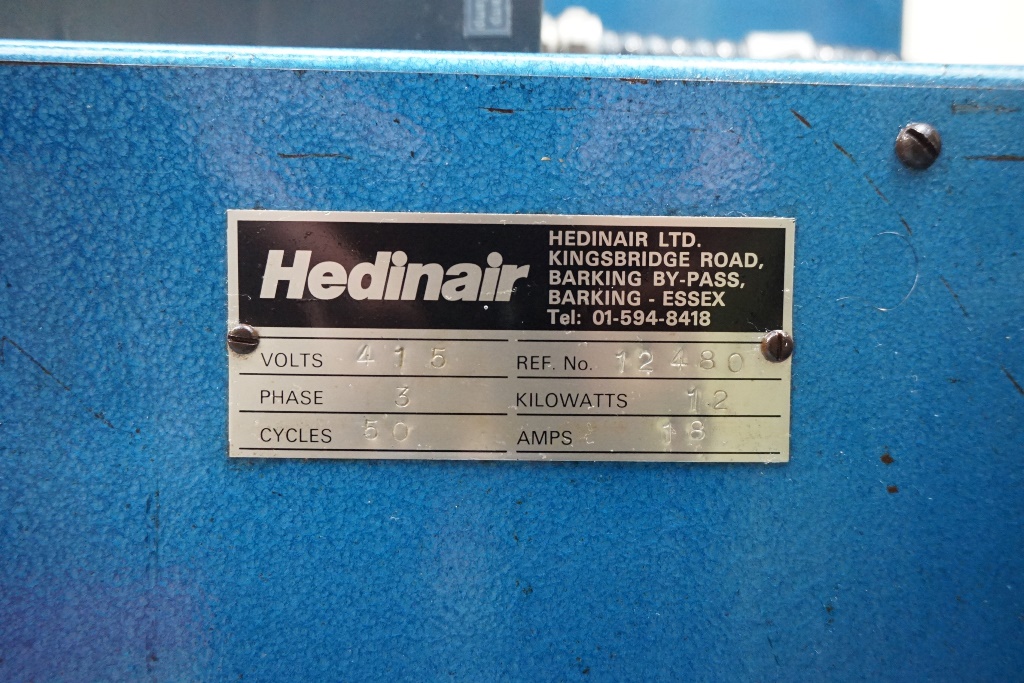 Hedinair
HEDINAIR LTD.
KINGSBRIDGE ROAD,
BARKING BY-PASS,
BARKING - ESSEX
Tel: 01-594-8418
VOLTS 415
REF. No. 12480
PHASE 3
KILOWATTS 12
CYCLES 50
AMPS 18